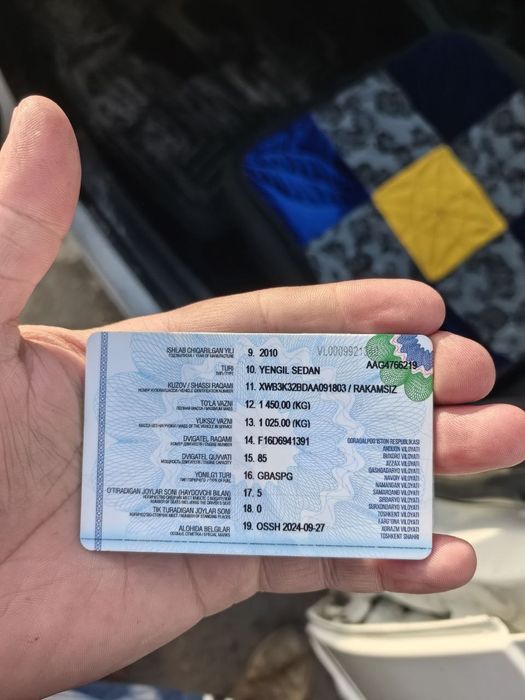 ISHLAB CHIQARILGAN YILI 9. 2010
TURI 10. YENGIL SEDAN AAG4766219
KUZOV / SHASSI RAQAMI 11. XWB3K32BDAA091803 / RAKAMSIZ
TO'LA VAZNI 12. 1 450,00 (KG)
YUKSIZ VAZNI 13. 1 025,00 (KG)
DVIGATEL RAQAMI 14. F16D6941391
DVIGATEL QUVVATI 15. 85
YONILG'I TURI 16. GBASPG
O'TIRADIGAN JOYLAR SONI (HAYDOVCHI BILAN) 17. 5
TIK TURADIGAN JOYLAR SONI 18. 0
ALOHIDA BELGILAR 19. OSSH 2024-09-27
QORAQALPOG'ISTON RESPUBLIKASI
ANDIJON VILOYATI
BUXORO VILOYATI
JIZZAX VILOYATI
QASHQADARYO VILOYATI
NAVOIY VILOYATI
NAMANGAN VILOYATI
SAMARQAND VILOYATI
SIRDARYO VILOYATI
SURXONDARYO VILOYATI
TOSHKENT VILOYATI
FARG'ONA VILOYATI
XORAZM VILOYATI
TOSHKENT SHAHRI